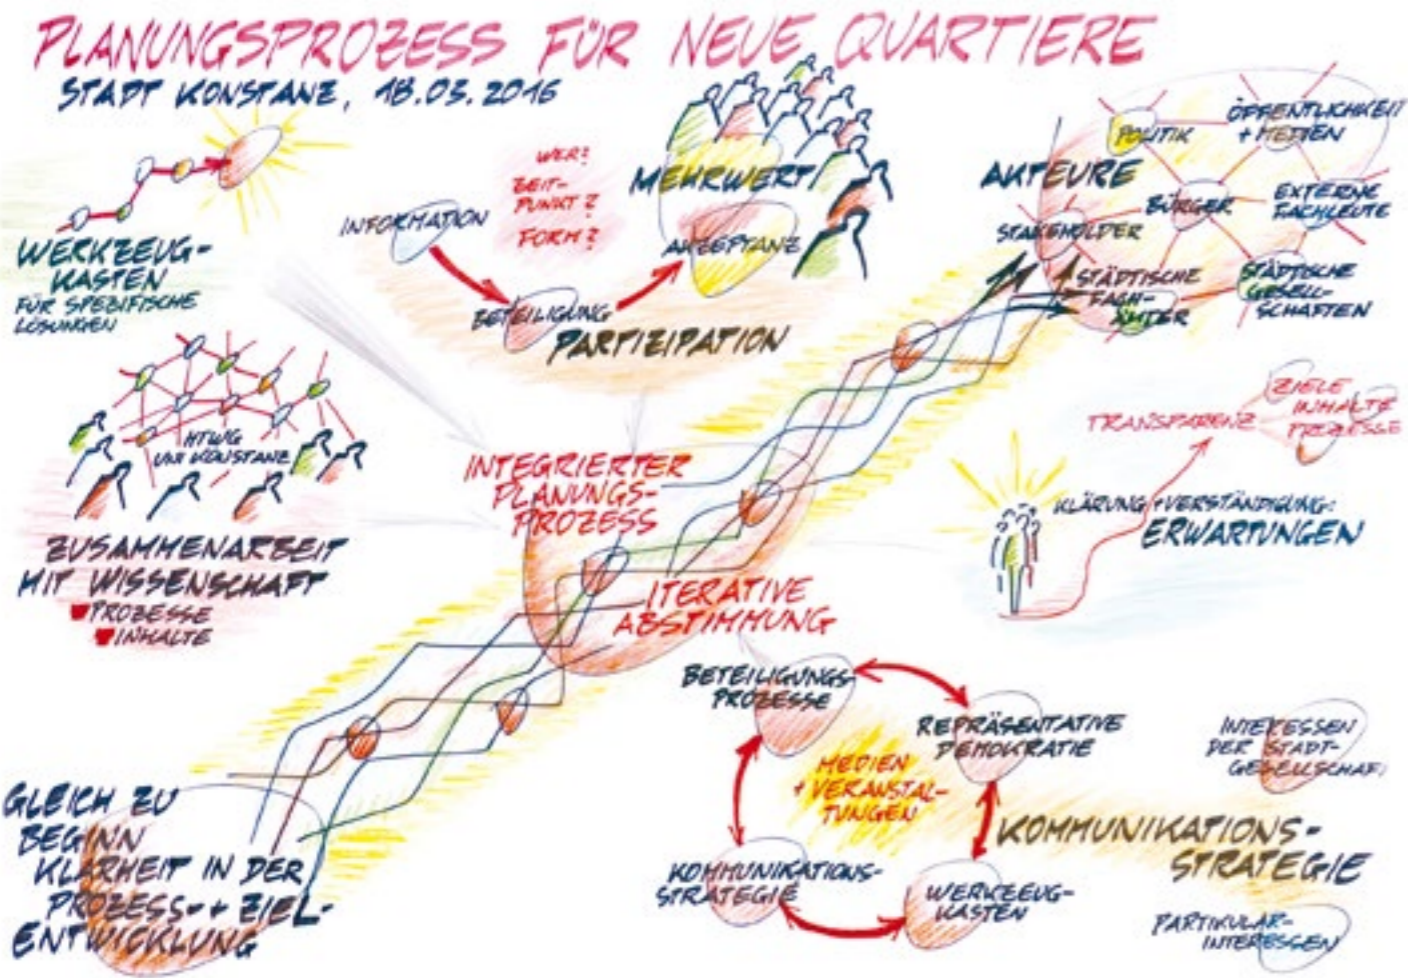 PLANUNGSPROZESS FÜR NEUE QUARTIERE
STADT KONSTANZ, 18.03.2016
WERKZEUG-
KASTEN
FÜR SPEZIFISCHE
LÖSUNGEN
INFORMATION
WER?
ZEIT-
PUNKT?
FORM?
MEHRWERT
AKZEPTANZ
BETEILIGUNG
PARTIZIPATION
AKTEURE
POLITIK
ÖFFENTLICHKEIT
+ MEDIEN
BÜRGER
EXTERNE
FACHLEUTE
STAKEHOLDER
STÄDTISCHE
FACH-
ÄMTER
STÄDTISCHE
GESELL-
SCHAFTEN
HTWG
UNI KONSTANZ
ZUSAMMENARBEIT
MIT WISSENSCHAFT
PROZESSE
INHALTE
INTEGRIERTER
PLANUNGS-
PROZESS
ITERATIVE
ABSTIMMUNG
TRANSPARENZ
ZIELE
INHALTE
PROZESSE
KLÄRUNG + VERSTÄNDIGUNG:
ERWARTUNGEN
GLEICH ZU
BEGINN
KLARHEIT IN DER
PROZESS- + ZIEL-
ENTWICKLUNG
BETEILIGUNGS-
PROZESSE
REPRÄSENTATIVE
DEMOKRATIE
MEDIEN
+ VERANSTAL-
TUNGEN
KOMMUNIKATIONS-
STRATEGIE
WERKZEUG-
KASTEN
INTERESSEN
DER STADT-
GESELLSCHAFT
KOMMUNIKATIONS-
STRATEGIE
PARTIKULAR-
INTERESSEN